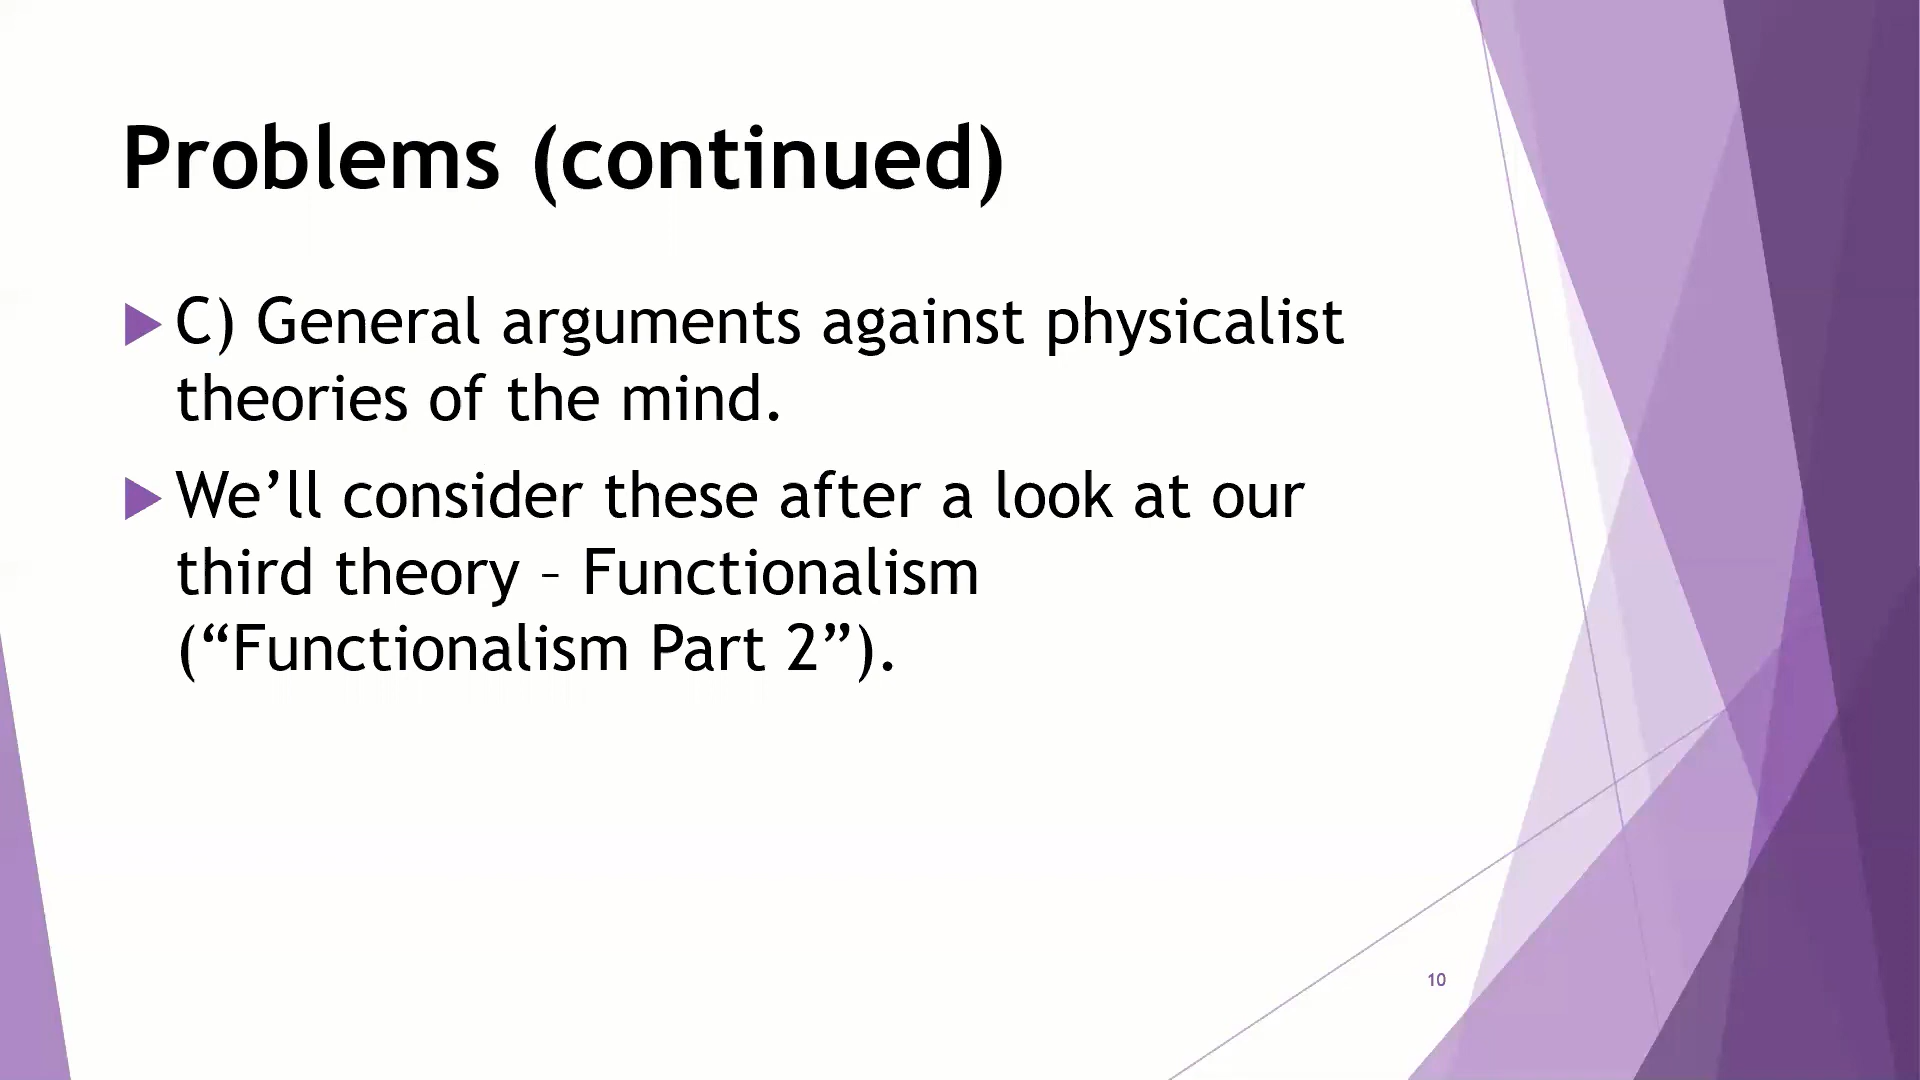 Problems (continued)
C) General arguments against physicalist
theories of the mind.
We’ll consider these after a look at our
third theory – Functionalism
(“Functionalism Part 2”).
10